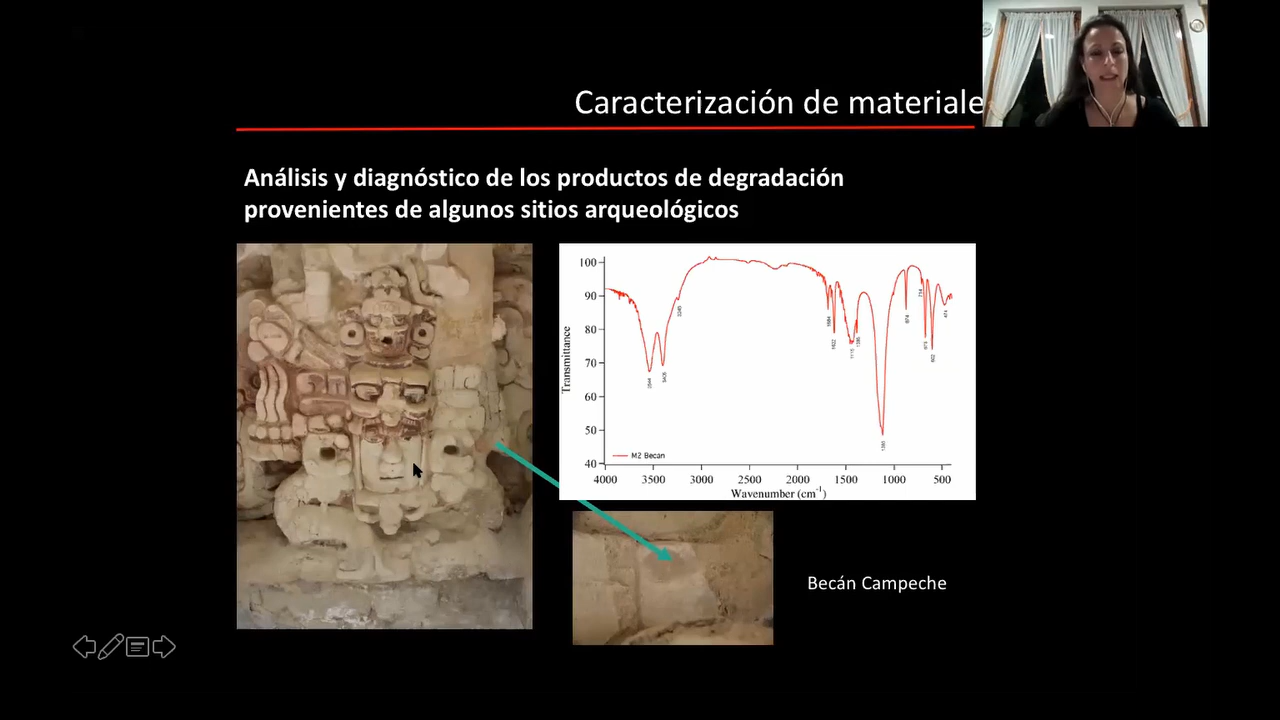 Caracterización de materiale
Análisis y diagnóstico de los productos de degradación
provenientes de algunos sitios arqueológicos
100
90
80
70
60
50
40
Transmittance
4000 3500 3000 2500 2000 1500 1000 500
Wavenumber (cm⁻¹)
M2 Becan
Becán Campeche